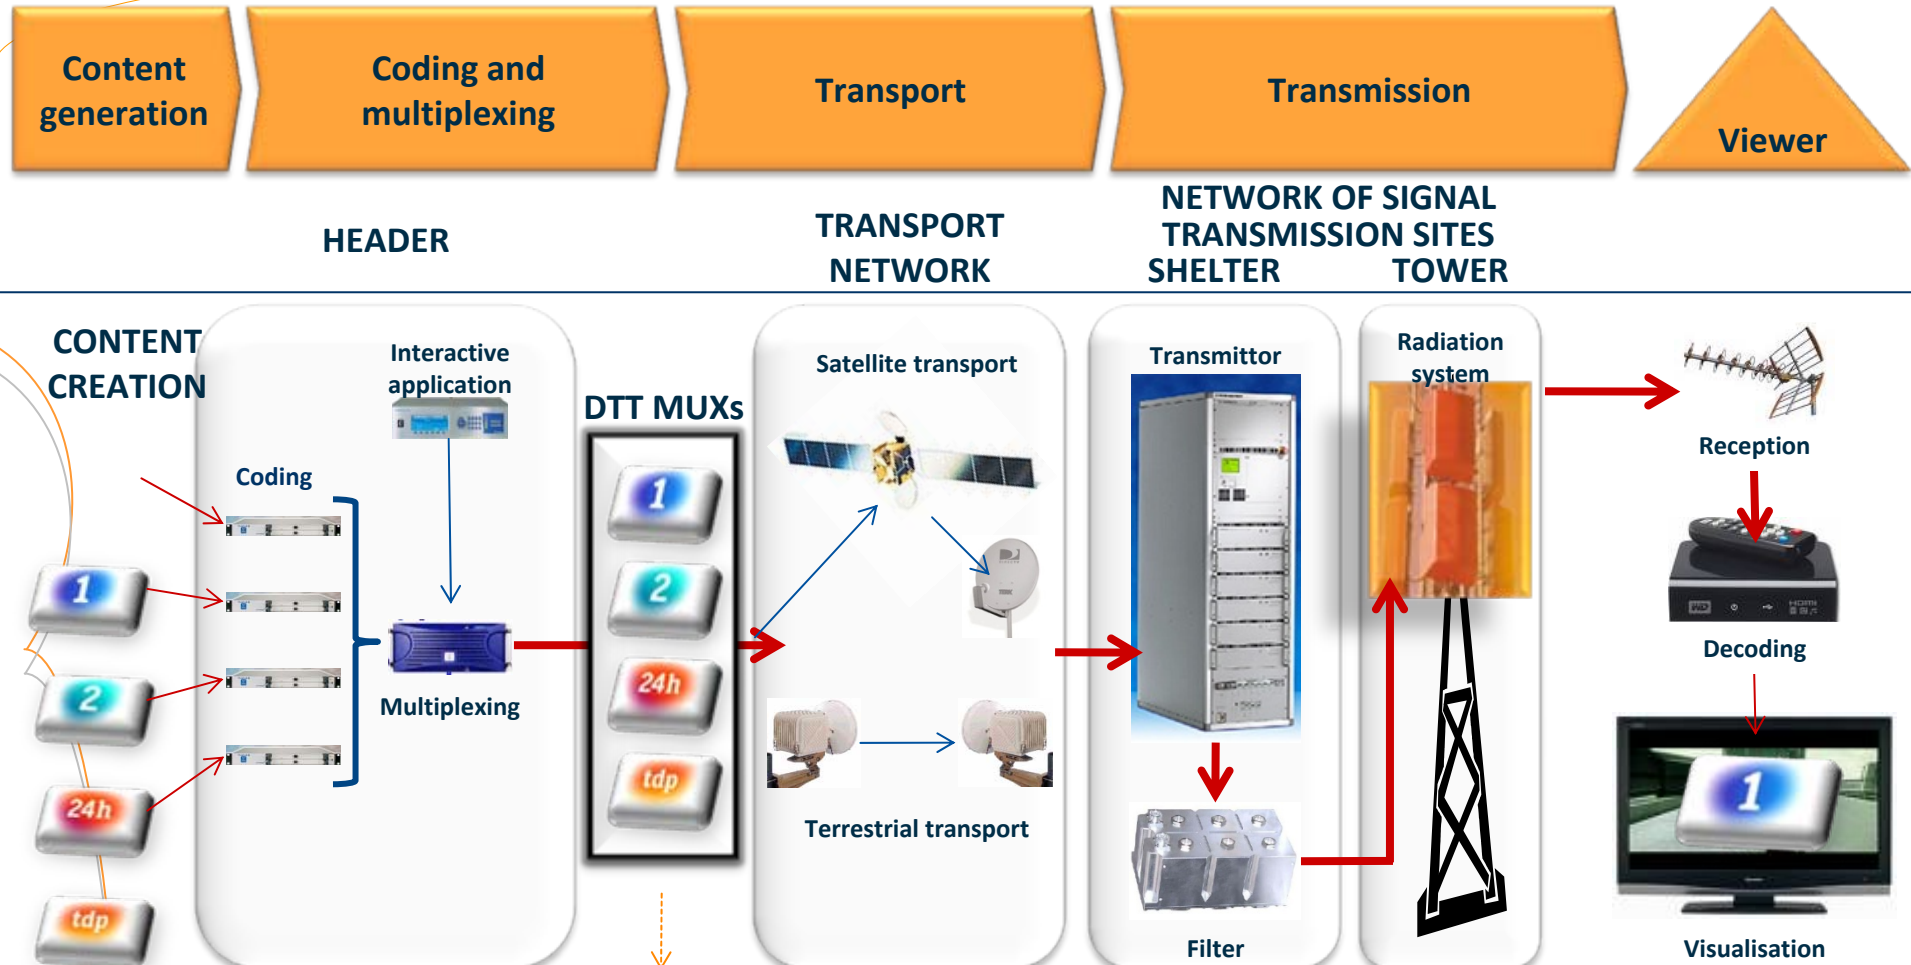 Content
generation
Coding and
multiplexing
Transport
Transmission
Viewer
HEADER
TRANSPORT
NETWORK
NETWORK OF SIGNAL
TRANSMISSION SITES
SHELTER
TOWER
CONTENT
CREATION
Interactive
application
Coding
Multiplexing
DTT MUXs
1
2
24h
tdp
1
2
24h
tdp
Satellite transport
Terrestrial transport
Transmittor
Filter
Radiation
system
Reception
WD
HDMI
Decoding
1
Visualisation